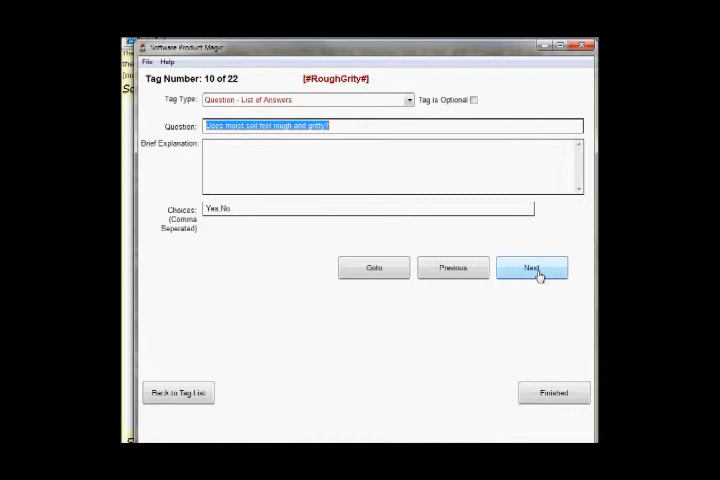 Software Product Magic
File Help
Tag Number: 10 of 22 [#RoughGrity#]
Tag Type: Question - List of Answers Tag is Optional
Question: Does moist soil feel rough and gritty?
Brief Explanation:
Choices: Yes,No
(Comma
Seperated)
Goto Previous Next
Back to Tag List Finished